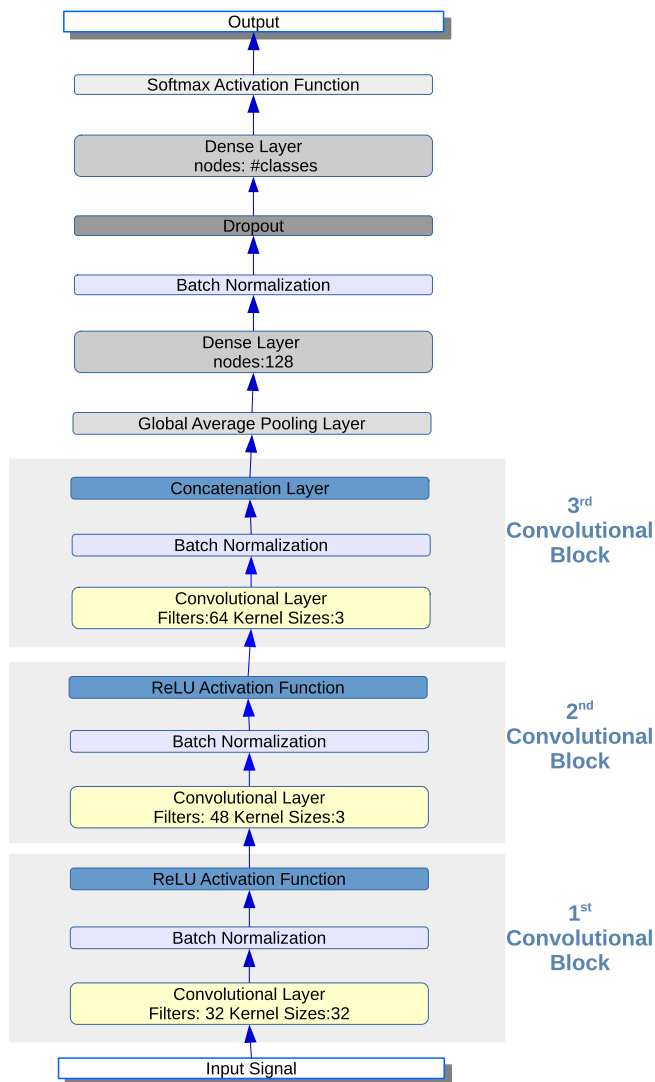 Output
Softmax Activation Function
Dense Layer
nodes: #classes
Dropout
Batch Normalization
Dense Layer
nodes:128
Global Average Pooling Layer
Concatenation Layer
Batch Normalization
Convolutional Layer
Filters:64 Kernel Sizes:3
3rd
Convolutional
Block
ReLU Activation Function
Batch Normalization
Convolutional Layer
Filters: 48 Kernel Sizes:3
2nd
Convolutional
Block
ReLU Activation Function
Batch Normalization
Convolutional Layer
Filters: 32 Kernel Sizes:32
1st
Convolutional
Block
Input Signal